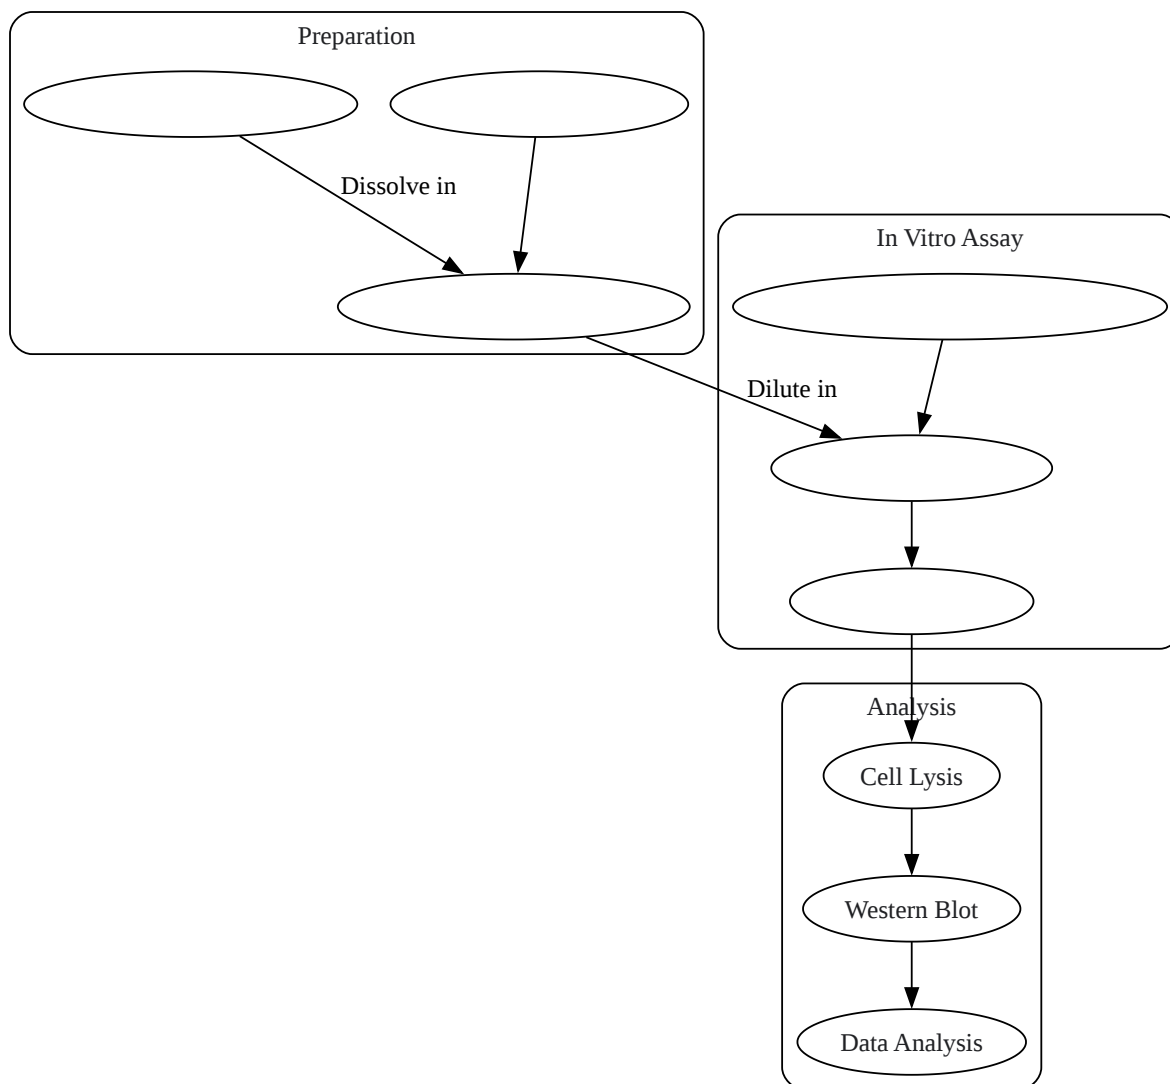 Preparation
Dissolve in
In Vitro Assay
Dilute in
Analysis
Cell Lysis
Western Blot
Data Analysis